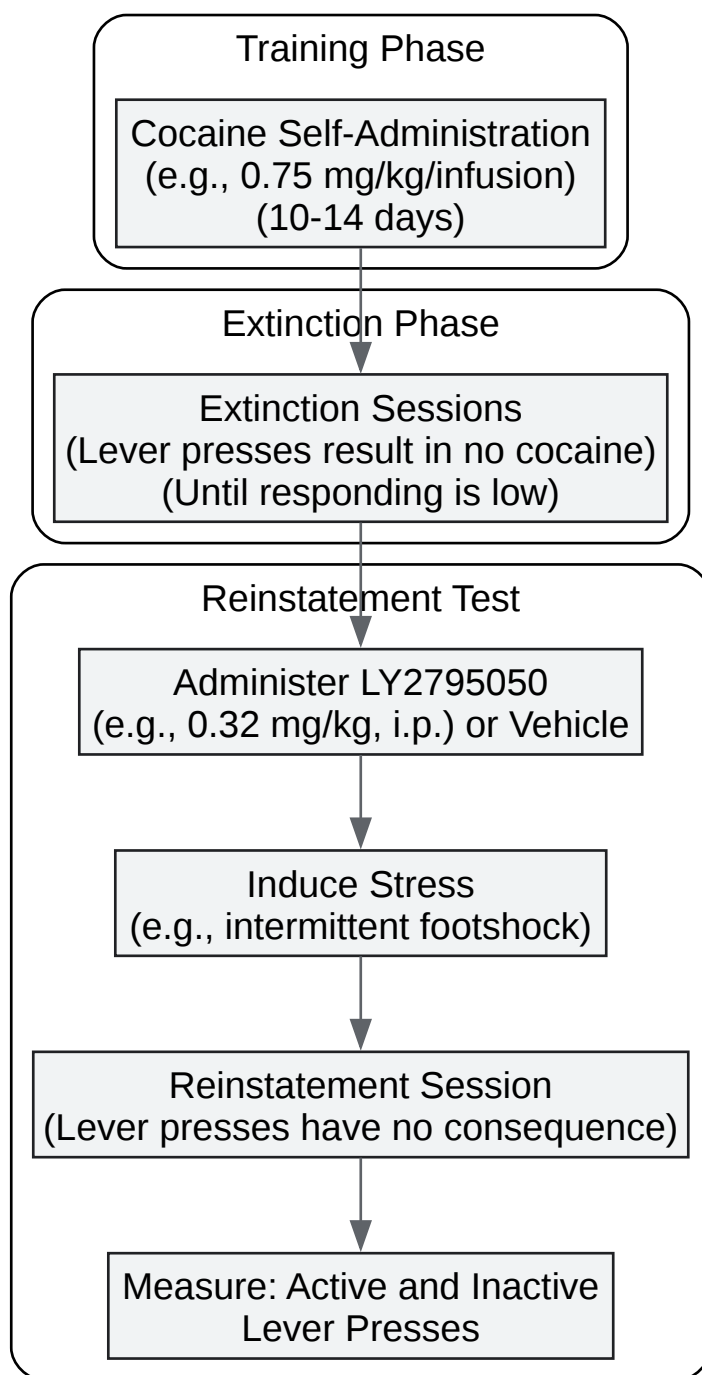 Training Phase
Cocaine Self-Administration
(e.g., 0.75 mg/kg/infusion)
(10-14 days)
Extinction Phase
Extinction Sessions
(Lever presses result in no cocaine)
(Until responding is low)
Reinstatement Test
Administer LY2795050
(e.g., 0.32 mg/kg, i.p.) or Vehicle
Induce Stress
(e.g., intermittent footshock)
Reinstatement Session
(Lever presses have no consequence)
Measure: Active and Inactive
Lever Presses